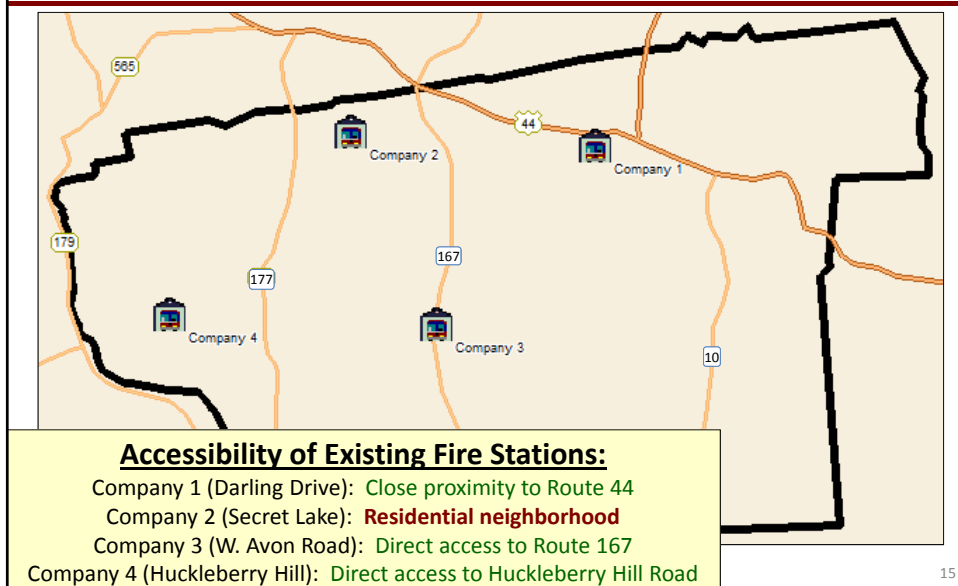 565
44
Company 2
Company 1
179
167
177
Company 4
Company 3
10
Accessibility of Existing Fire Stations:
Company 1 (Darling Drive): Close proximity to Route 44
Company 2 (Secret Lake): Residential neighborhood
Company 3 (W. Avon Road): Direct access to Route 167
Company 4 (Huckleberry Hill): Direct access to Huckleberry Hill Road
15